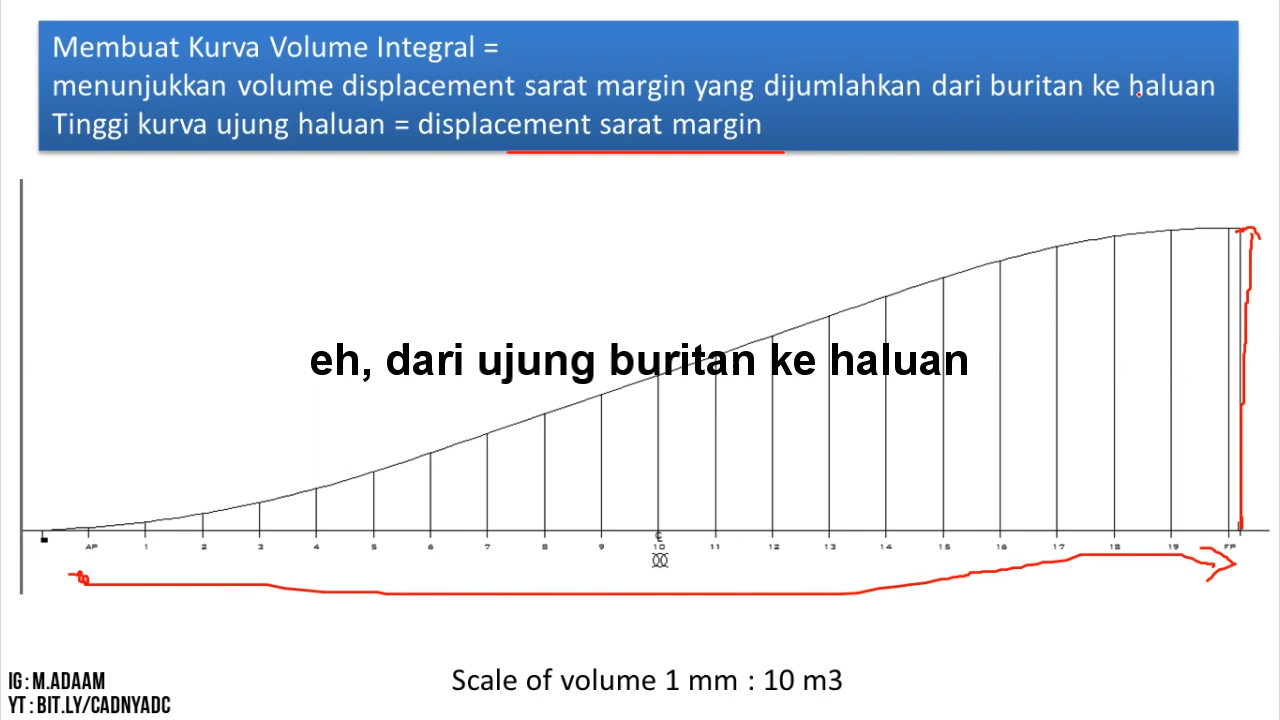 Membuat Kurva Volume Integral =
menunjukkan volume displacement sarat margin yang dijumlahkan dari buritan ke haluan
Tinggi kurva ujung haluan = displacement sarat margin
eh, dari ujung buritan ke haluan
AP 1 2 3 4 5 6 7 8 9 10 11 12 13 14 15 16 17 18 19 FP
Scale of volume 1 mm : 10 m3
IG : M.ADAAM
YT : BIT.LY/CADNYADC